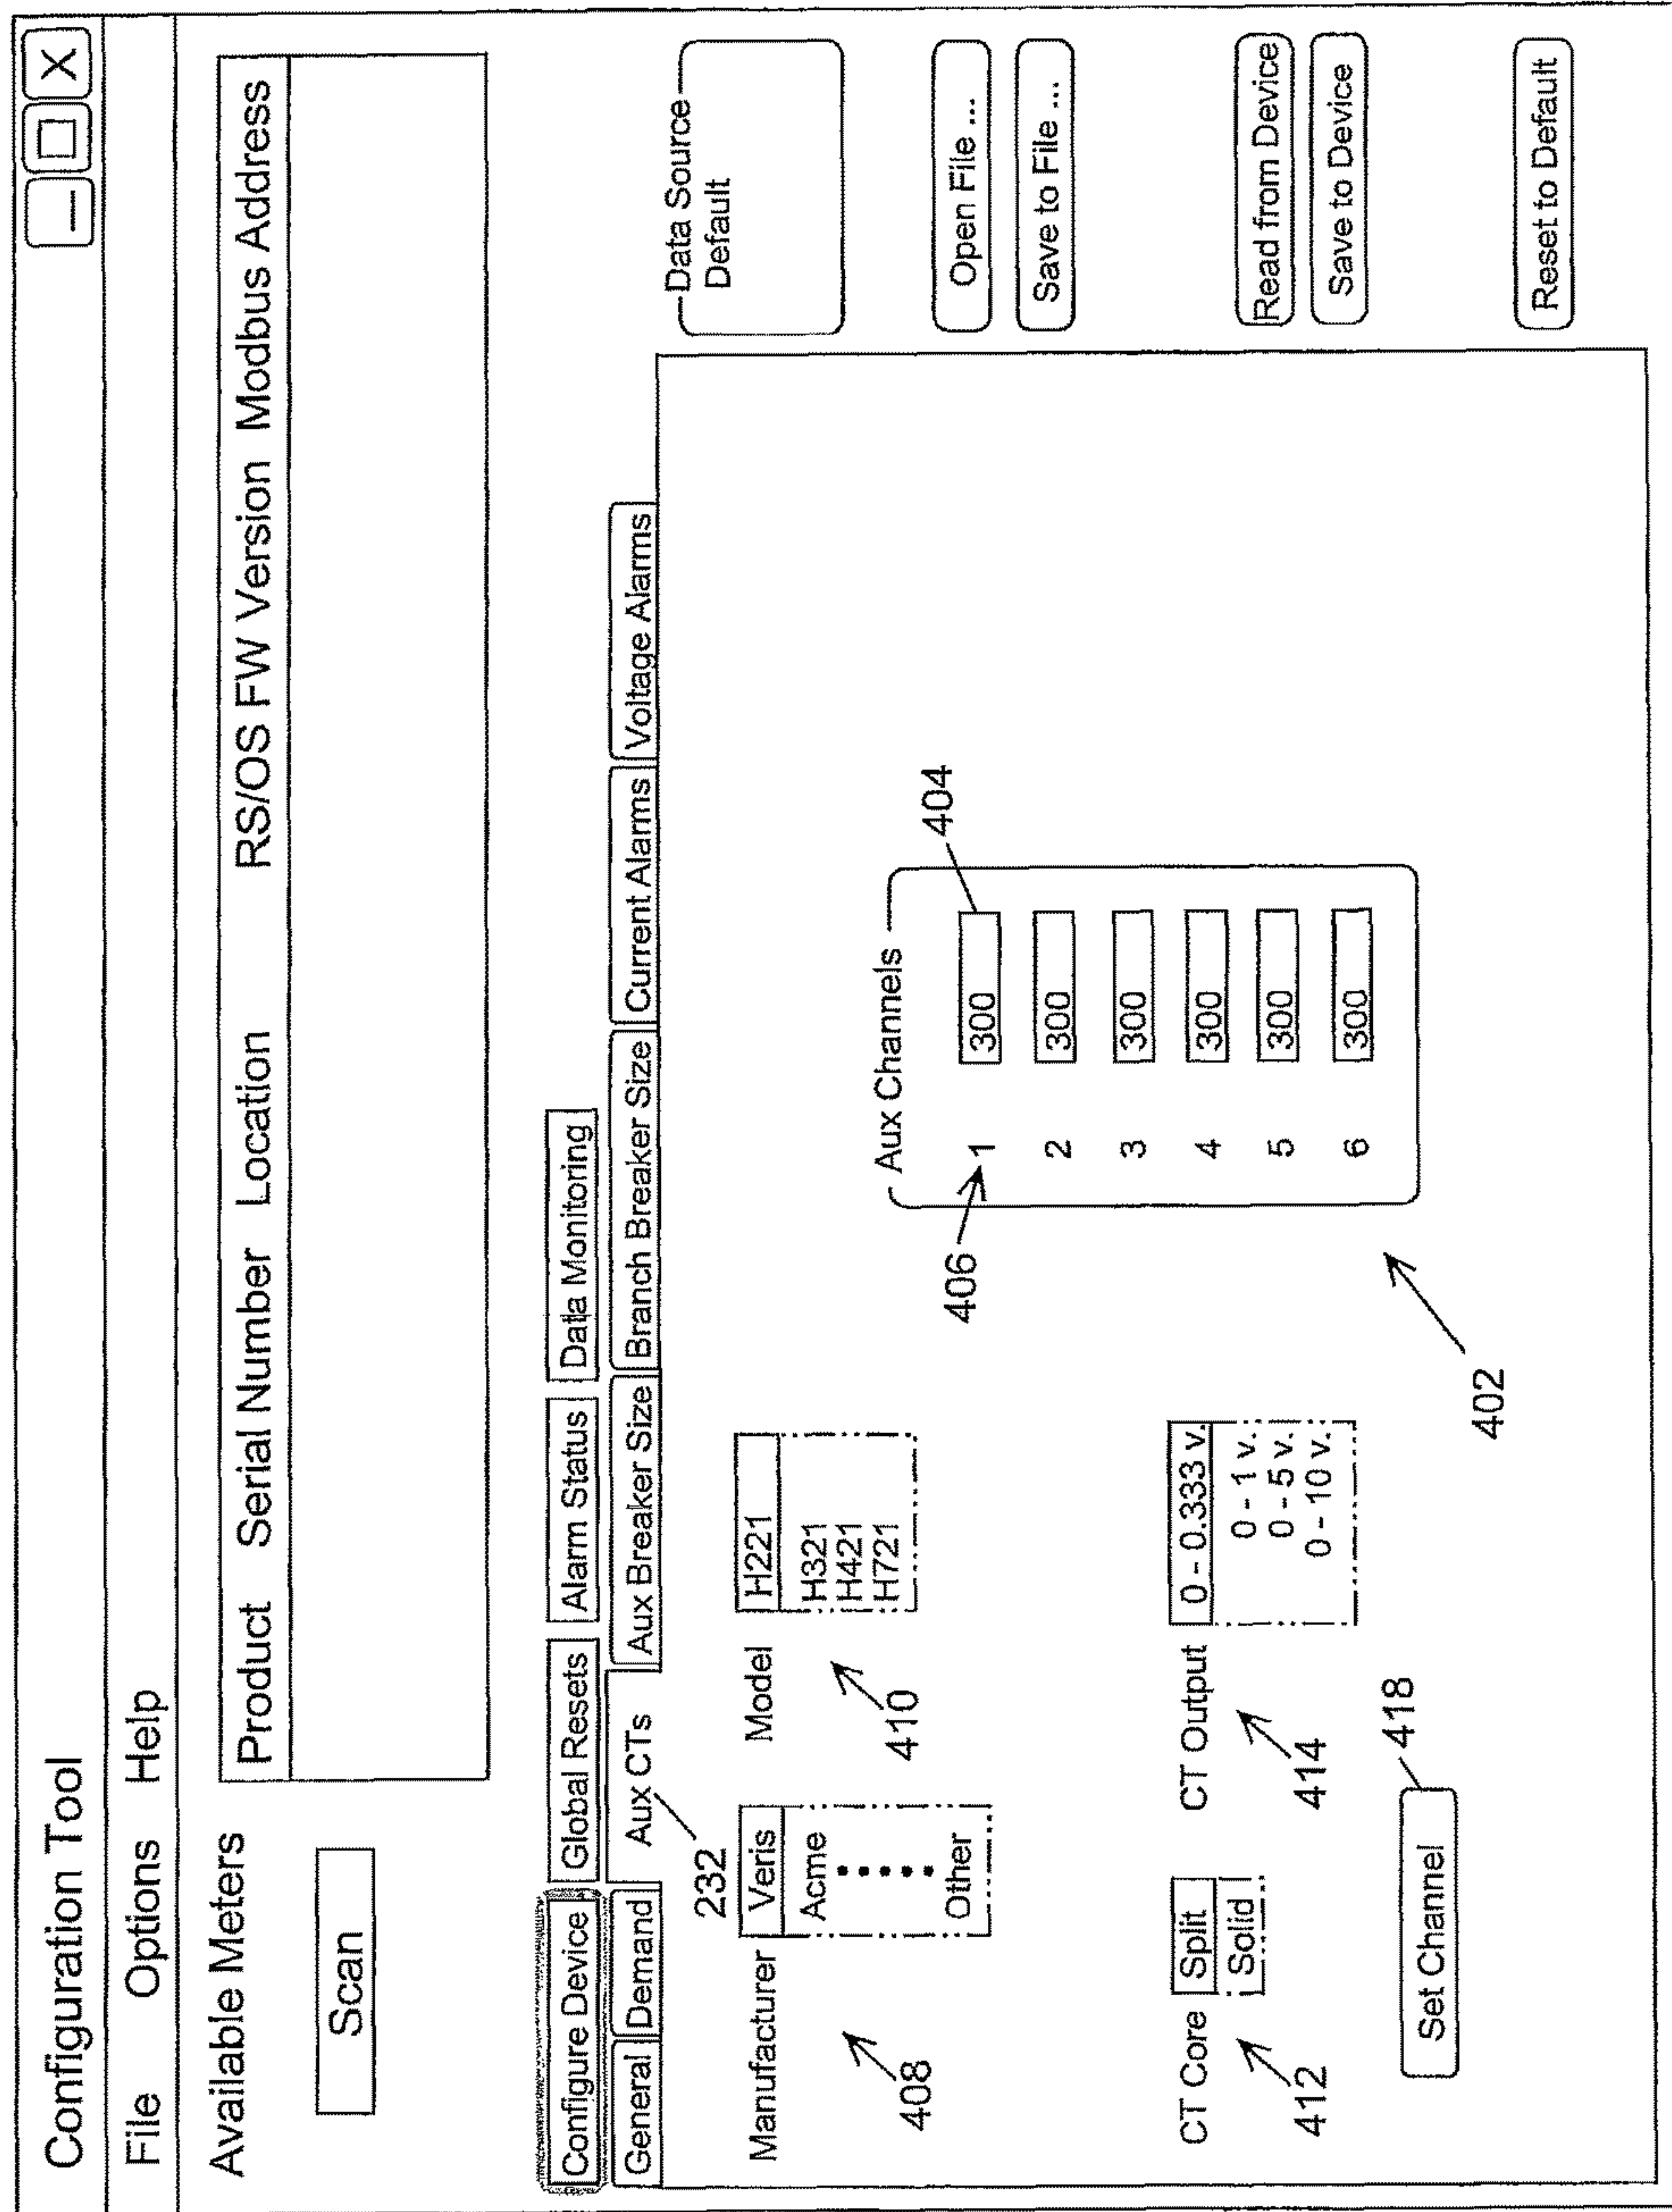 Configuration Tool _ □ X
File Options Help
Available Meters
Scan
Product Serial Number Location RS/OS FW Version Modbus Address
Configure Device Global Resets Alarm Status Data Monitoring
General Demand Aux CTs Aux Breaker Size Branch Breaker Size Current Alarms Voltage Alarms
232
Manufacturer Veris
Acme
Other
408
Model H221
H321
H421
H721
410
CT Core Split
Solid
412
CT Output 0 - 0.333 v.
0 - 1 v.
0 - 5 v.
0 - 10 v.
414
Set Channel
418
Aux Channels
406 1 300 404
2 300
3 300
4 300
5 300
6 300
402
Data Source
Default
Open File ...
Save to File ...
Read from Device
Save to Device
Reset to Default